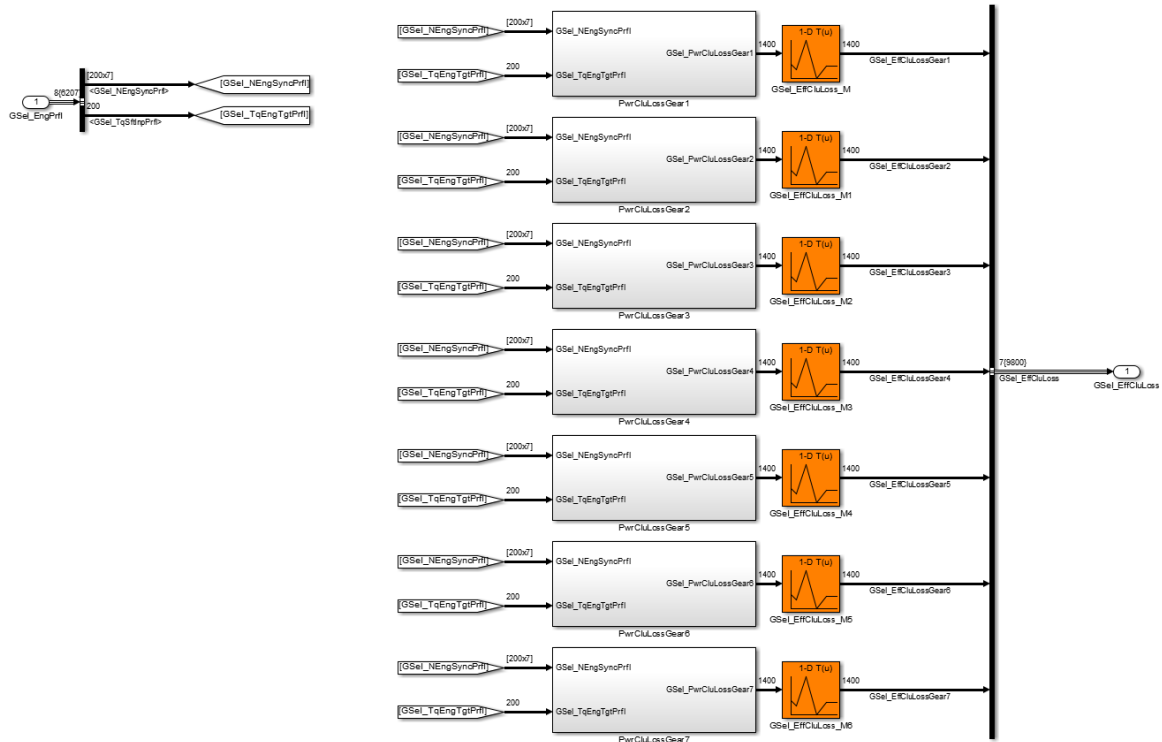 [200x7]
<GSel_NEngSyncPrfl>
[GSel_NEngSyncPrfl]
1
8{6207}
GSel_EngPrfl
200
<GSel_TqSftInpPrfl>
[GSel_TqEngTgtPrfl]
[GSel_NEngSyncPrfl]
[200x7]
GSel_NEngSyncPrfl
GSel_PwrCluLossGear1
1400
1-D T(u)
1400
GSel_EffCluLossGear1
[GSel_TqEngTgtPrfl]
200
GSel_TqEngTgtPrfl
GSel_EffCluLoss_M
PwrCluLossGear1
[GSel_NEngSyncPrfl]
[200x7]
GSel_NEngSyncPrfl
GSel_PwrCluLossGear2
1400
1-D T(u)
1400
GSel_EffCluLossGear2
[GSel_TqEngTgtPrfl]
200
GSel_TqEngTgtPrfl
GSel_EffCluLoss_M1
PwrCluLossGear2
[GSel_NEngSyncPrfl]
[200x7]
GSel_NEngSyncPrfl
GSel_PwrCluLossGear3
1400
1-D T(u)
1400
GSel_EffCluLossGear3
[GSel_TqEngTgtPrfl]
200
GSel_TqEngTgtPrfl
GSel_EffCluLoss_M2
PwrCluLossGear3
[GSel_NEngSyncPrfl]
[200x7]
GSel_NEngSyncPrfl
GSel_PwrCluLossGear4
1400
1-D T(u)
1400
GSel_EffCluLossGear4
[GSel_TqEngTgtPrfl]
200
GSel_TqEngTgtPrfl
GSel_EffCluLoss_M3
PwrCluLossGear4
7{9800}
GSel_EffCluLoss
1
GSel_EffCluLoss
[GSel_NEngSyncPrfl]
[200x7]
GSel_NEngSyncPrfl
GSel_PwrCluLossGear5
1400
1-D T(u)
1400
GSel_EffCluLossGear5
[GSel_TqEngTgtPrfl]
200
GSel_TqEngTgtPrfl
GSel_EffCluLoss_M4
PwrCluLossGear5
[GSel_NEngSyncPrfl]
[200x7]
GSel_NEngSyncPrfl
GSel_PwrCluLossGear6
1400
1-D T(u)
1400
GSel_EffCluLossGear6
[GSel_TqEngTgtPrfl]
200
GSel_TqEngTgtPrfl
GSel_EffCluLoss_M5
PwrCluLossGear6
[GSel_NEngSyncPrfl]
[200x7]
GSel_NEngSyncPrfl
GSel_PwrCluLossGear7
1400
1-D T(u)
1400
GSel_EffCluLossGear7
[GSel_TqEngTgtPrfl]
200
GSel_TqEngTgtPrfl
GSel_EffCluLoss_M6
PwrCluLossGear7